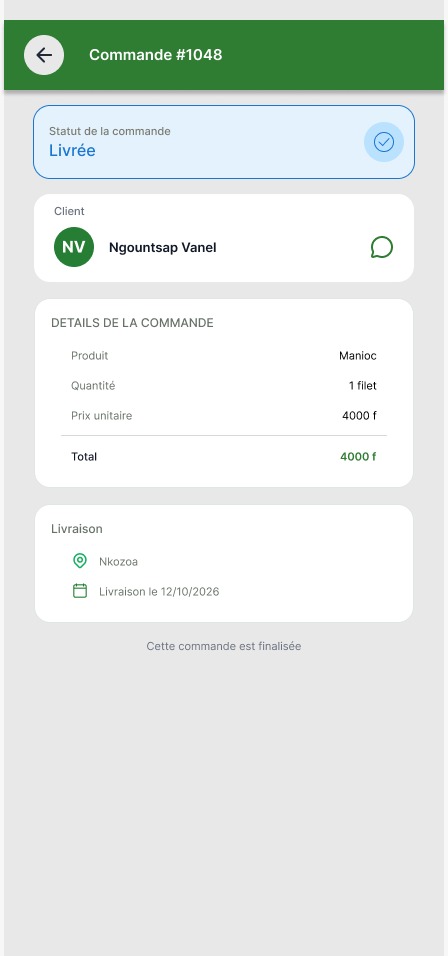 Commande #1048
Statut de la commande
Livrée
Client
NV
Ngountsap Vanel
DETAILS DE LA COMMANDE
Produit Manioc
Quantité 1 filet
Prix unitaire 4000 f
Total 4000 f
Livraison
Nkozoa
Livraison le 12/10/2026
Cette commande est finalisée